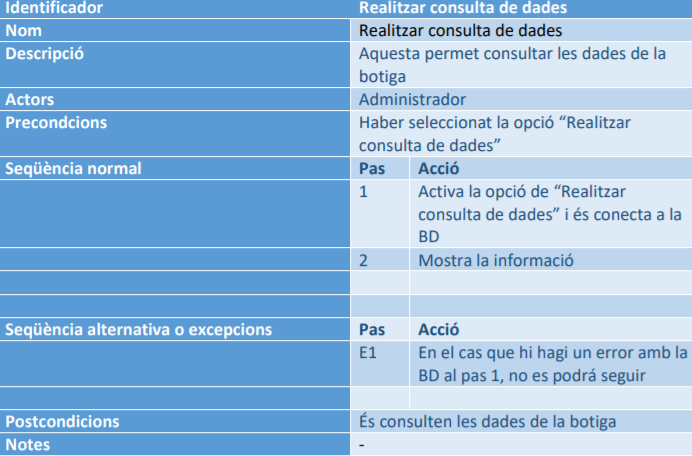 Identificador Realitzar consulta de dades
Nom Realitzar consulta de dades
Descripció Aquesta permet consultar les dades de la
botiga
Actors Administrador
Precondcions Haber seleccionat la opció “Realitzar
consulta de dades”
Seqüència normal Pas Acció
1 Activa la opció de “Realitzar
consulta de dades” i és conecta a la
BD
2 Mostra la informació
Seqüència alternativa o excepcions Pas Acció
E1 En el cas que hi hagi un error amb la
BD al pas 1, no es podrá seguir
Postcondicions És consulten les dades de la botiga
Notes -